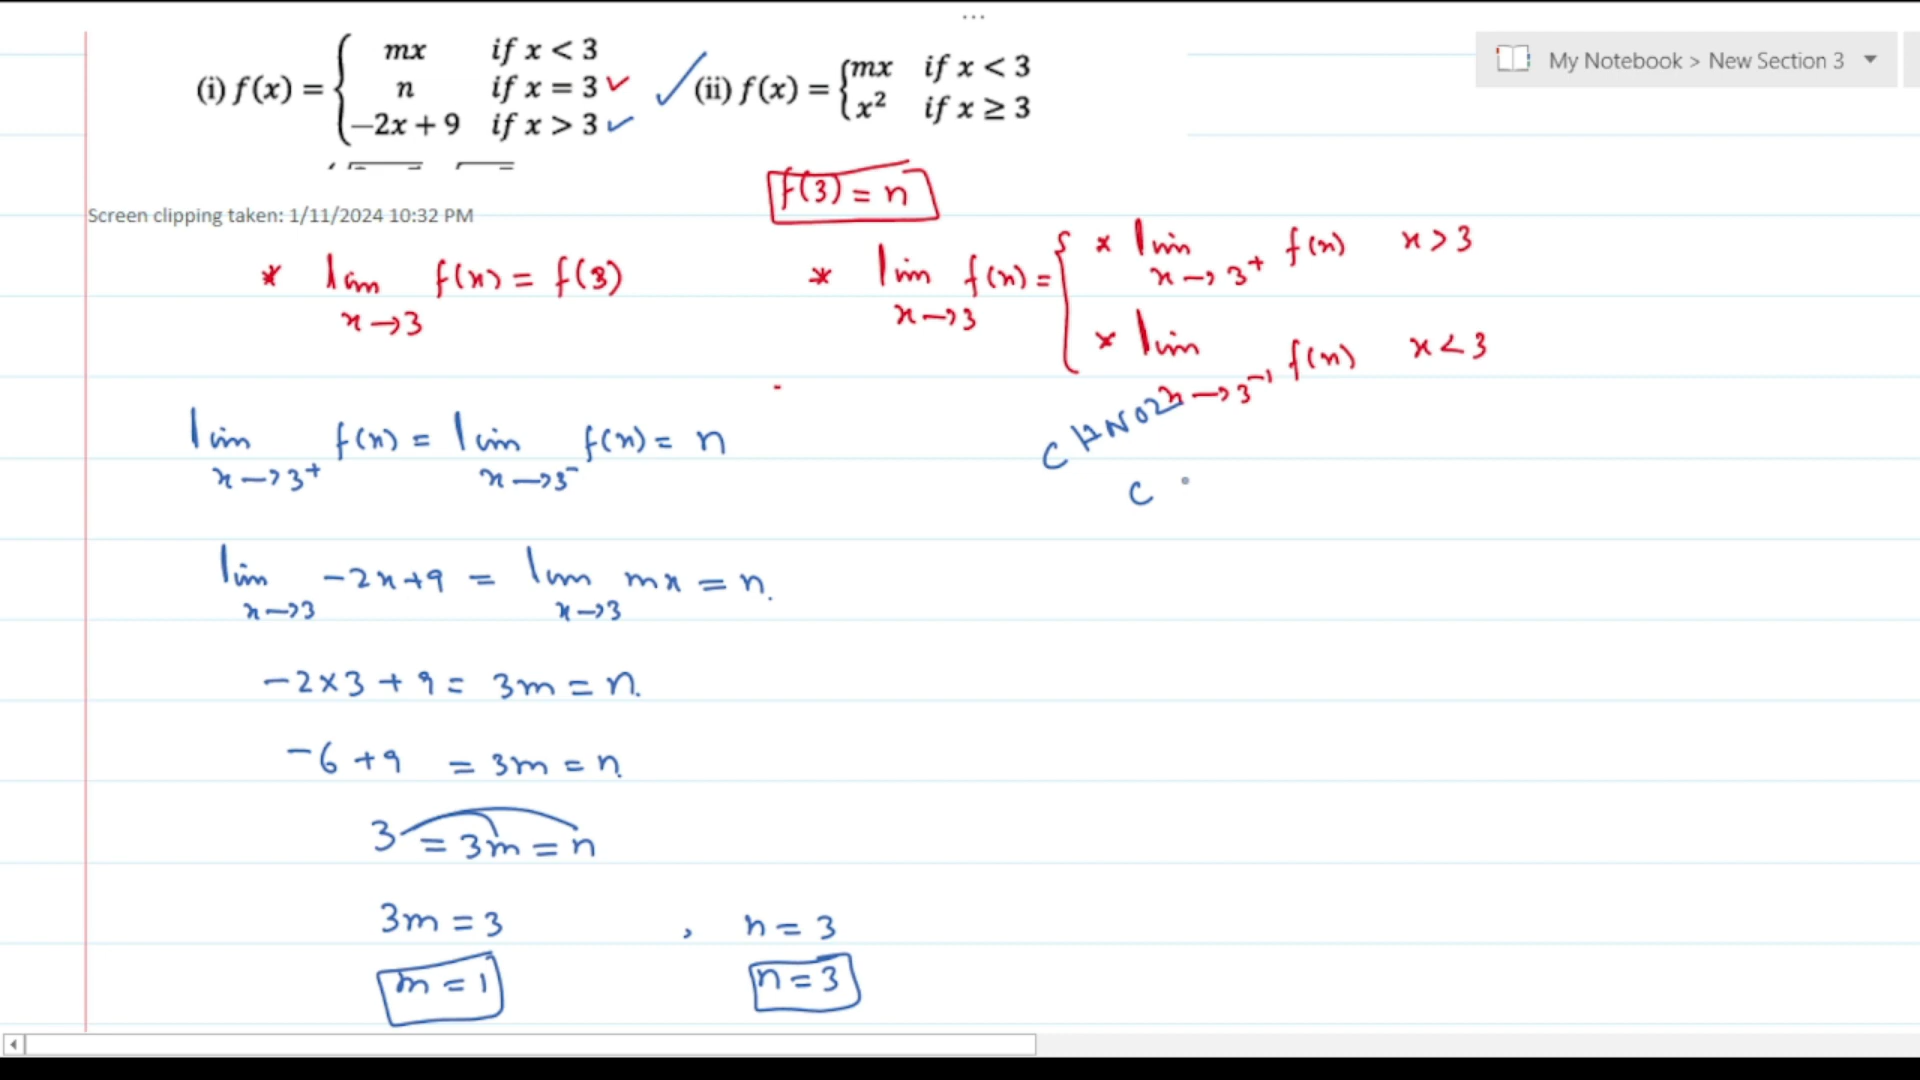 ...
My Notebook > New Section 3
(i) f(x) = { mx if x < 3
n if x = 3 ✓
−2x + 9 if x > 3 ✓
✓ (ii) f(x) = { mx if x < 3
x² if x ≥ 3
f(3) = n
Screen clipping taken: 1/11/2024 10:32 PM
* lim x→3 f(x) = f(3)
* lim x→3 f(x) = { * lim x→3⁺ f(x) x > 3
* lim x→3⁻¹ f(x) x < 3
CHNO2
C
lim x→3⁺ f(x) = lim x→3⁻ f(x) = n
lim x→3 −2x+9 = lim x→3 mx = n.
−2×3 + 9 = 3m = n.
−6 + 9 = 3m = n
3 = 3m = n
3m = 3 , n = 3
m = 1 n = 3